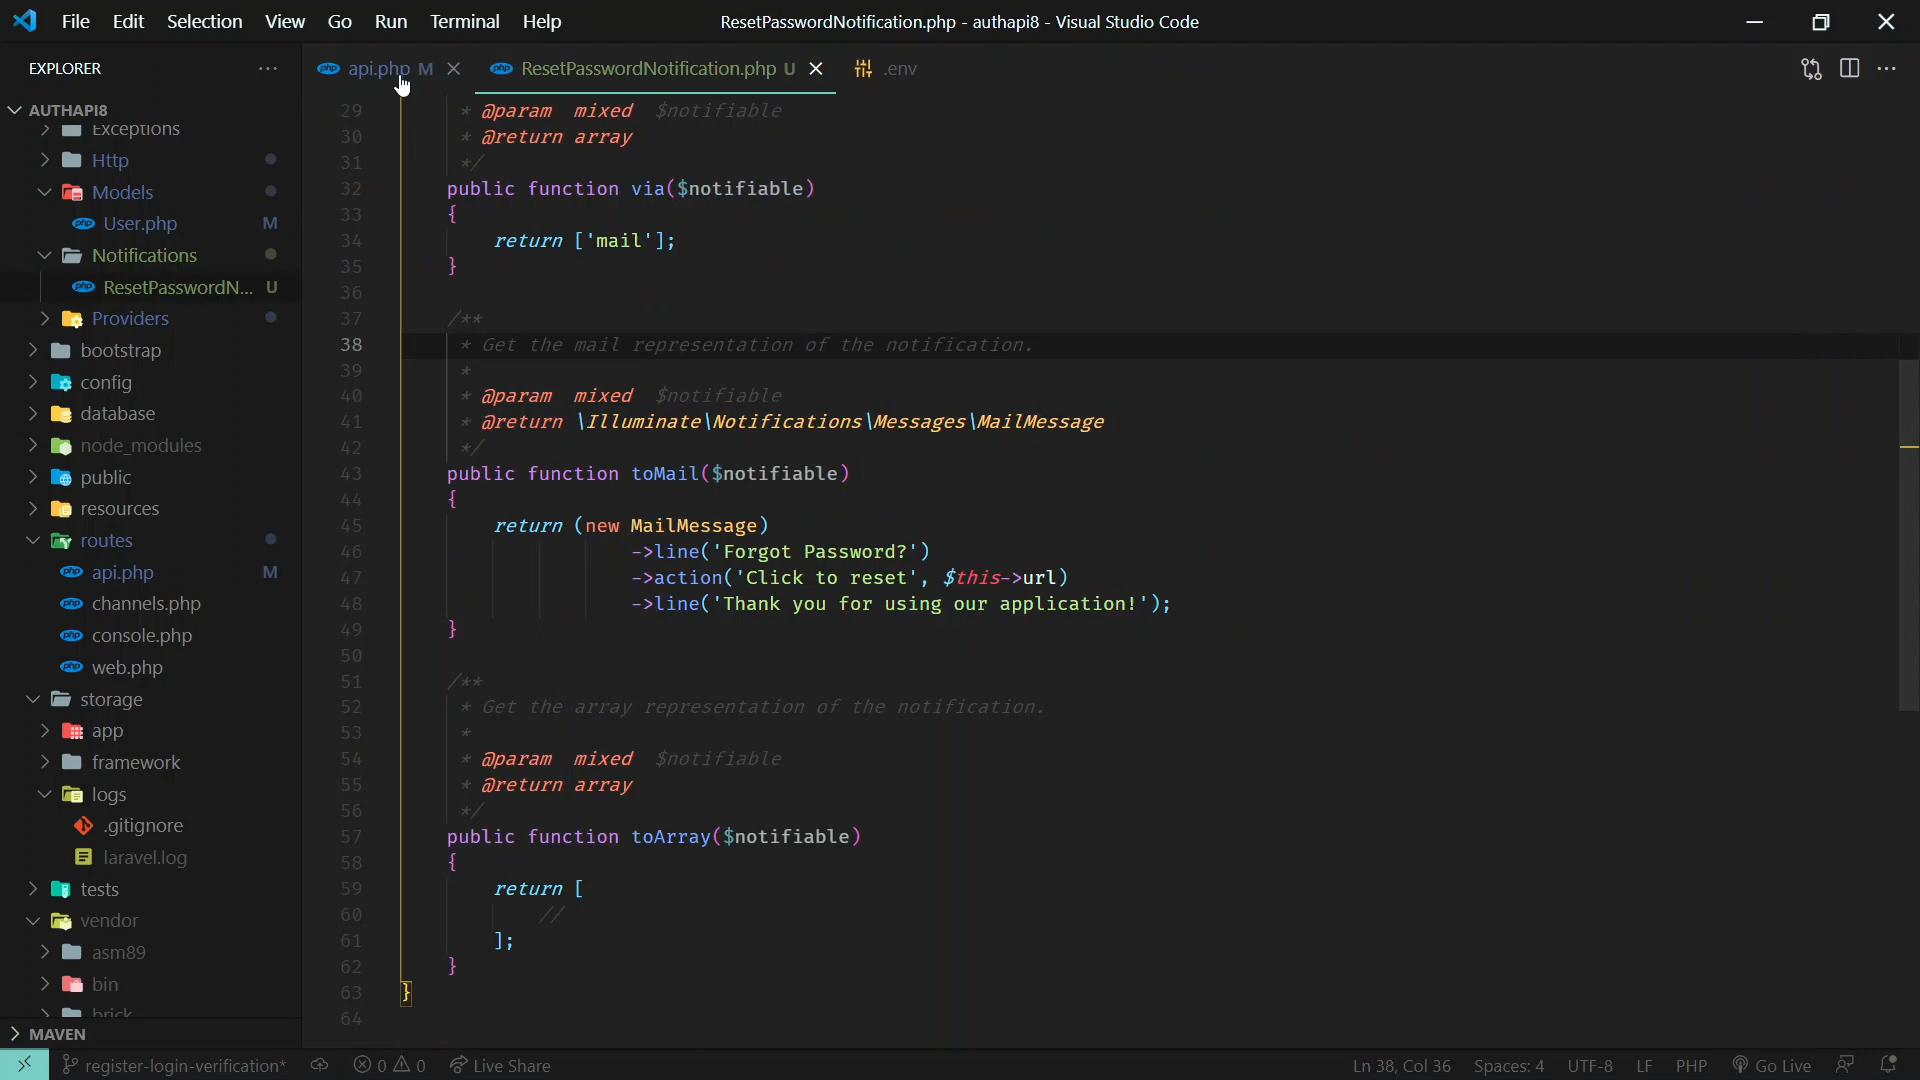 File Edit Selection View Go Run Terminal Help ResetPasswordNotification.php - authapi8 - Visual Studio Code
EXPLORER
php api.php M php ResetPasswordNotification.php U .env
AUTHAPI8
Exceptions
Http
Models
php User.php M
Notifications
php ResetPasswordN... U
Providers
bootstrap
config
database
node_modules
public
resources
routes
php api.php M
php channels.php
php console.php
php web.php
storage
app
framework
logs
.gitignore
laravel.log
tests
vendor
asm89
bin
brick
MAVEN
29 * @param mixed $notifiable
30 * @return array
31 */
32 public function via($notifiable)
33 {
34 return ['mail'];
35 }
36
37 /**
38 * Get the mail representation of the notification.
39 *
40 * @param mixed $notifiable
41 * @return \Illuminate\Notifications\Messages\MailMessage
42 */
43 public function toMail($notifiable)
44 {
45 return (new MailMessage)
46 ->line('Forgot Password?')
47 ->action('Click to reset', $this->url)
48 ->line('Thank you for using our application!');
49 }
50
51 /**
52 * Get the array representation of the notification.
53 *
54 * @param mixed $notifiable
55 * @return array
56 */
57 public function toArray($notifiable)
58 {
59 return [
60 //
61 ];
62 }
63 }
64
register-login-verification* 0 0 Live Share Ln 38, Col 36 Spaces: 4 UTF-8 LF PHP Go Live